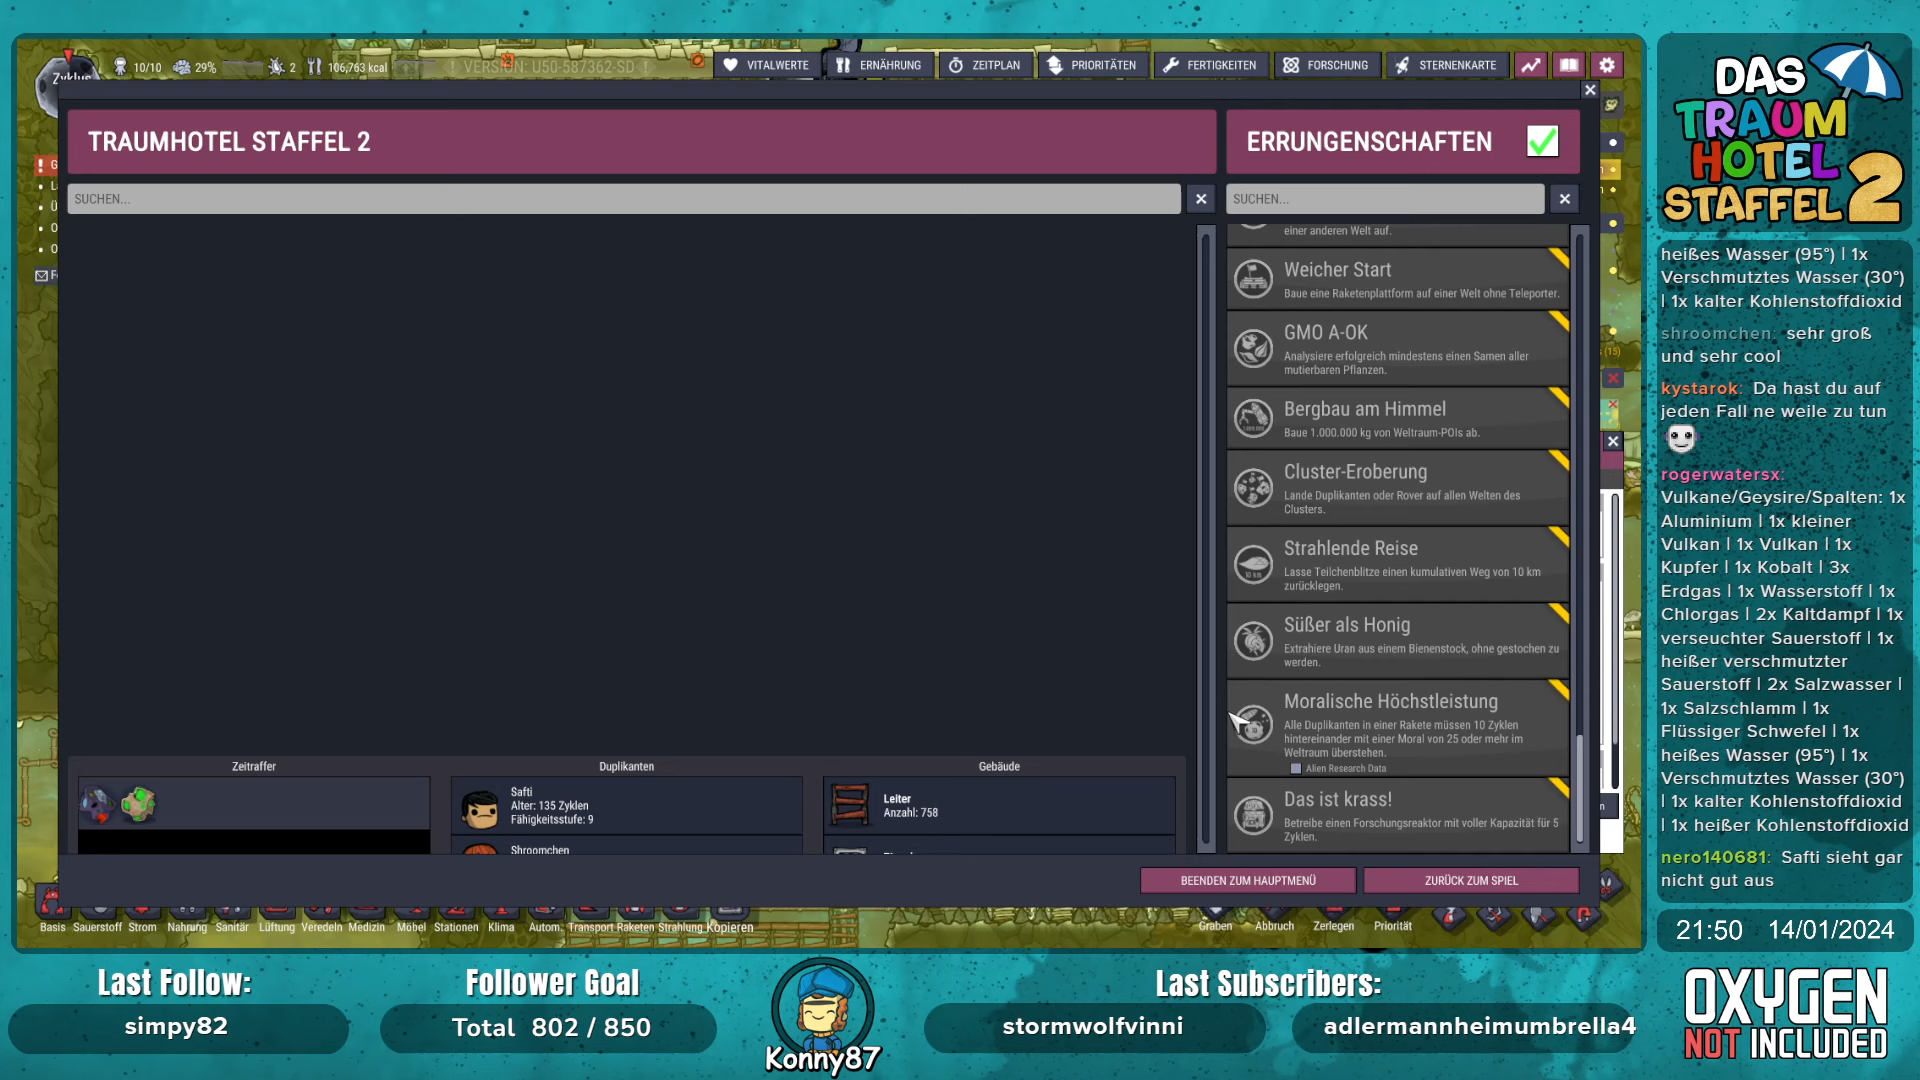 Zyklus
10/10
29%
2
106,763 kcal
! VERSION: U50-587362-SD !
VITALWERTE
ERNÄHRUNG
ZEITPLAN
PRIORITÄTEN
FERTIGKEITEN
FORSCHUNG
STERNENKARTE
TRAUMHOTEL STAFFEL 2
ERRUNGENSCHAFTEN
SUCHEN...
SUCHEN...
einer anderen Welt auf.
Weicher Start
Baue eine Raketenplattform auf einer Welt ohne Teleporter.
GMO A-OK
Analysiere erfolgreich mindestens einen Samen aller
mutierbaren Pflanzen.
Bergbau am Himmel
Baue 1.000.000 kg von Weltraum-POIs ab.
Cluster-Eroberung
Lande Duplikanten oder Rover auf allen Welten des
Clusters.
Strahlende Reise
Lasse Teilchenblitze einen kumulativen Weg von 10 km
zurücklegen.
Süßer als Honig
Extrahiere Uran aus einem Bienenstock, ohne gestochen zu
werden.
Moralische Höchstleistung
Alle Duplikanten in einer Rakete müssen 10 Zyklen
hintereinander mit einer Moral von 25 oder mehr im
Weltraum überstehen.
Alien Research Data
Das ist krass!
Betreibe einen Forschungsreaktor mit voller Kapazität für 5
Zyklen.
Zeitraffer
Duplikanten
Gebäude
Safti
Alter: 135 Zyklen
Fähigkeitsstufe: 9
Shroomchen
Leiter
Anzahl: 758
BEENDEN ZUM HAUPTMENÜ
ZURÜCK ZUM SPIEL
Basis Sauerstoff Strom Nahrung Sanitär Lüftung Veredeln Medizin Möbel Stationen Klima Autom. Transport Raketen Strahlung Kopieren
Graben Abbruch Zerlegen Priorität
DAS
TRAUM
HOTEL
STAFFEL 2
heißes Wasser (95°) | 1x
Verschmutztes Wasser (30°)
| 1x kalter Kohlenstoffdioxid
shroomchen: sehr groß
und sehr cool
kystarok: Da hast du auf
jeden Fall ne weile zu tun
rogerwatersx:
Vulkane/Geysire/Spalten: 1x
Aluminium | 1x kleiner
Vulkan | 1x Vulkan | 1x
Kupfer | 1x Kobalt | 3x
Erdgas | 1x Wasserstoff | 1x
Chlorgas | 2x Kaltdampf | 1x
verseuchter Sauerstoff | 1x
heißer verschmutzter
Sauerstoff | 2x Salzwasser |
1x Salzschlamm | 1x
Flüssiger Schwefel | 1x
heißes Wasser (95°) | 1x
Verschmutztes Wasser (30°)
| 1x kalter Kohlenstoffdioxid
| 1x heißer Kohlenstoffdioxid
nero140681: Safti sieht gar
nicht gut aus
21:50 14/01/2024
Last Follow:
simpy82
Follower Goal
Total 802 / 850
Konny87
Last Subscribers:
stormwolfvinni
adlermannheimumbrella4
OXYGEN
NOT INCLUDED